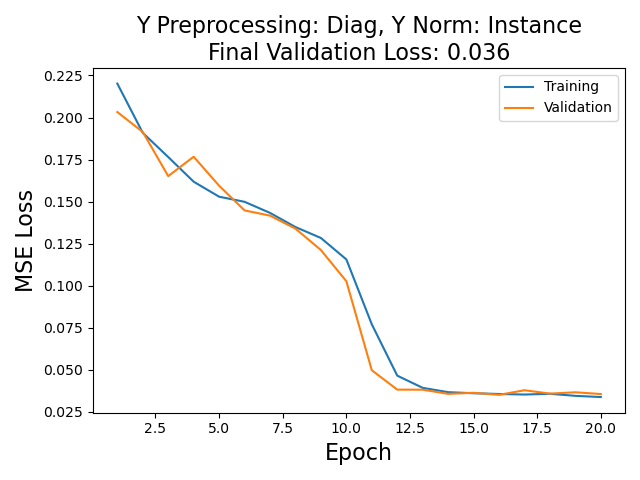 Y Preprocessing: Diag, Y Norm: Instance
Final Validation Loss: 0.036
Training
Validation
MSE Loss
0.225
0.200
0.175
0.150
0.125
0.100
0.075
0.050
0.025
2.5
5.0
7.5
10.0
12.5
15.0
17.5
20.0
Epoch